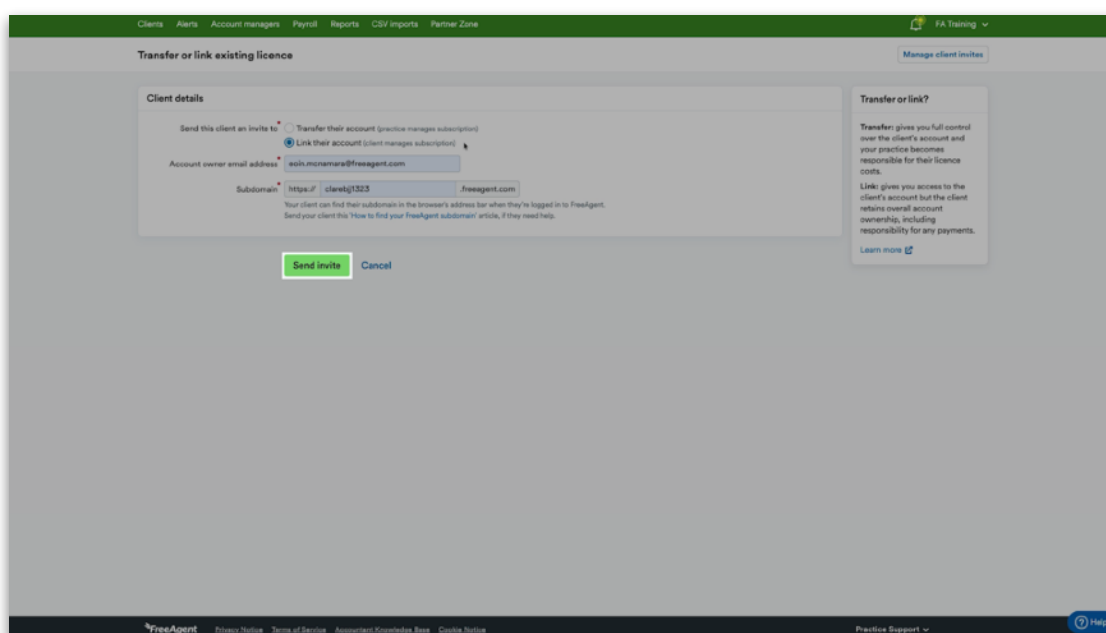 Clients Alerts Account managers Payroll Reports CSV imports Partner Zone FA Training
Transfer or link existing licence Manage client invites
Client details
Send this client an invite to * Transfer their account (practice manages subscription)
Link their account (client manages subscription)
Account owner email address * eoin.mcnamara@freeagent.com
Subdomain * https:// clarebjj1323 .freeagent.com
Your client can find their subdomain in the browser's address bar when they're logged in to FreeAgent.
Send your client this 'How to find your FreeAgent subdomain' article, if they need help.
Send invite Cancel
Transfer or link?
Transfer: gives you full control
over the client's account and
your practice becomes
responsible for their licence
costs.
Link: gives you access to the
client's account but the client
retains overall account
ownership, including
responsibility for any payments.
Learn more
FreeAgent Privacy Notice Terms of Service Accountant Knowledge Base Cookie Notice Practice Support
Help